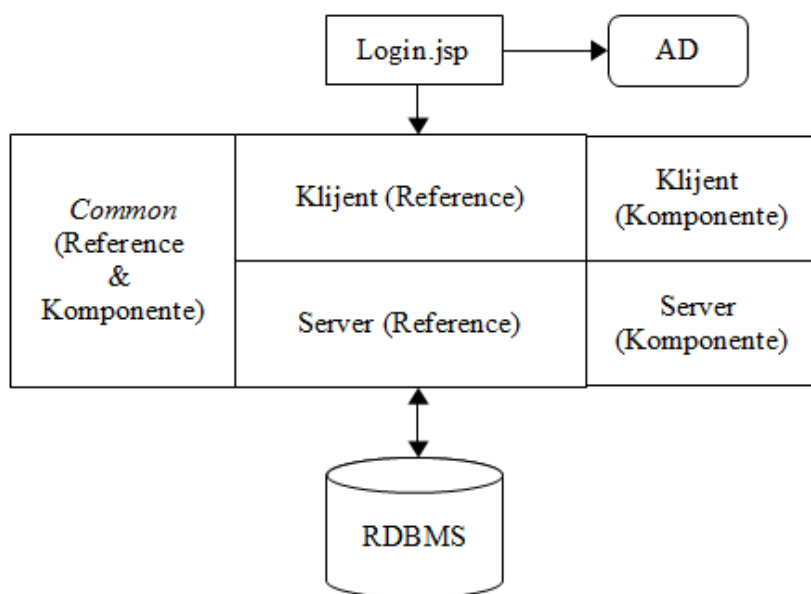 Login.jsp
AD
Common
(Reference
&
Komponente)
Klijent (Reference)
Klijent
(Komponente)
Server (Reference)
Server
(Komponente)
RDBMS